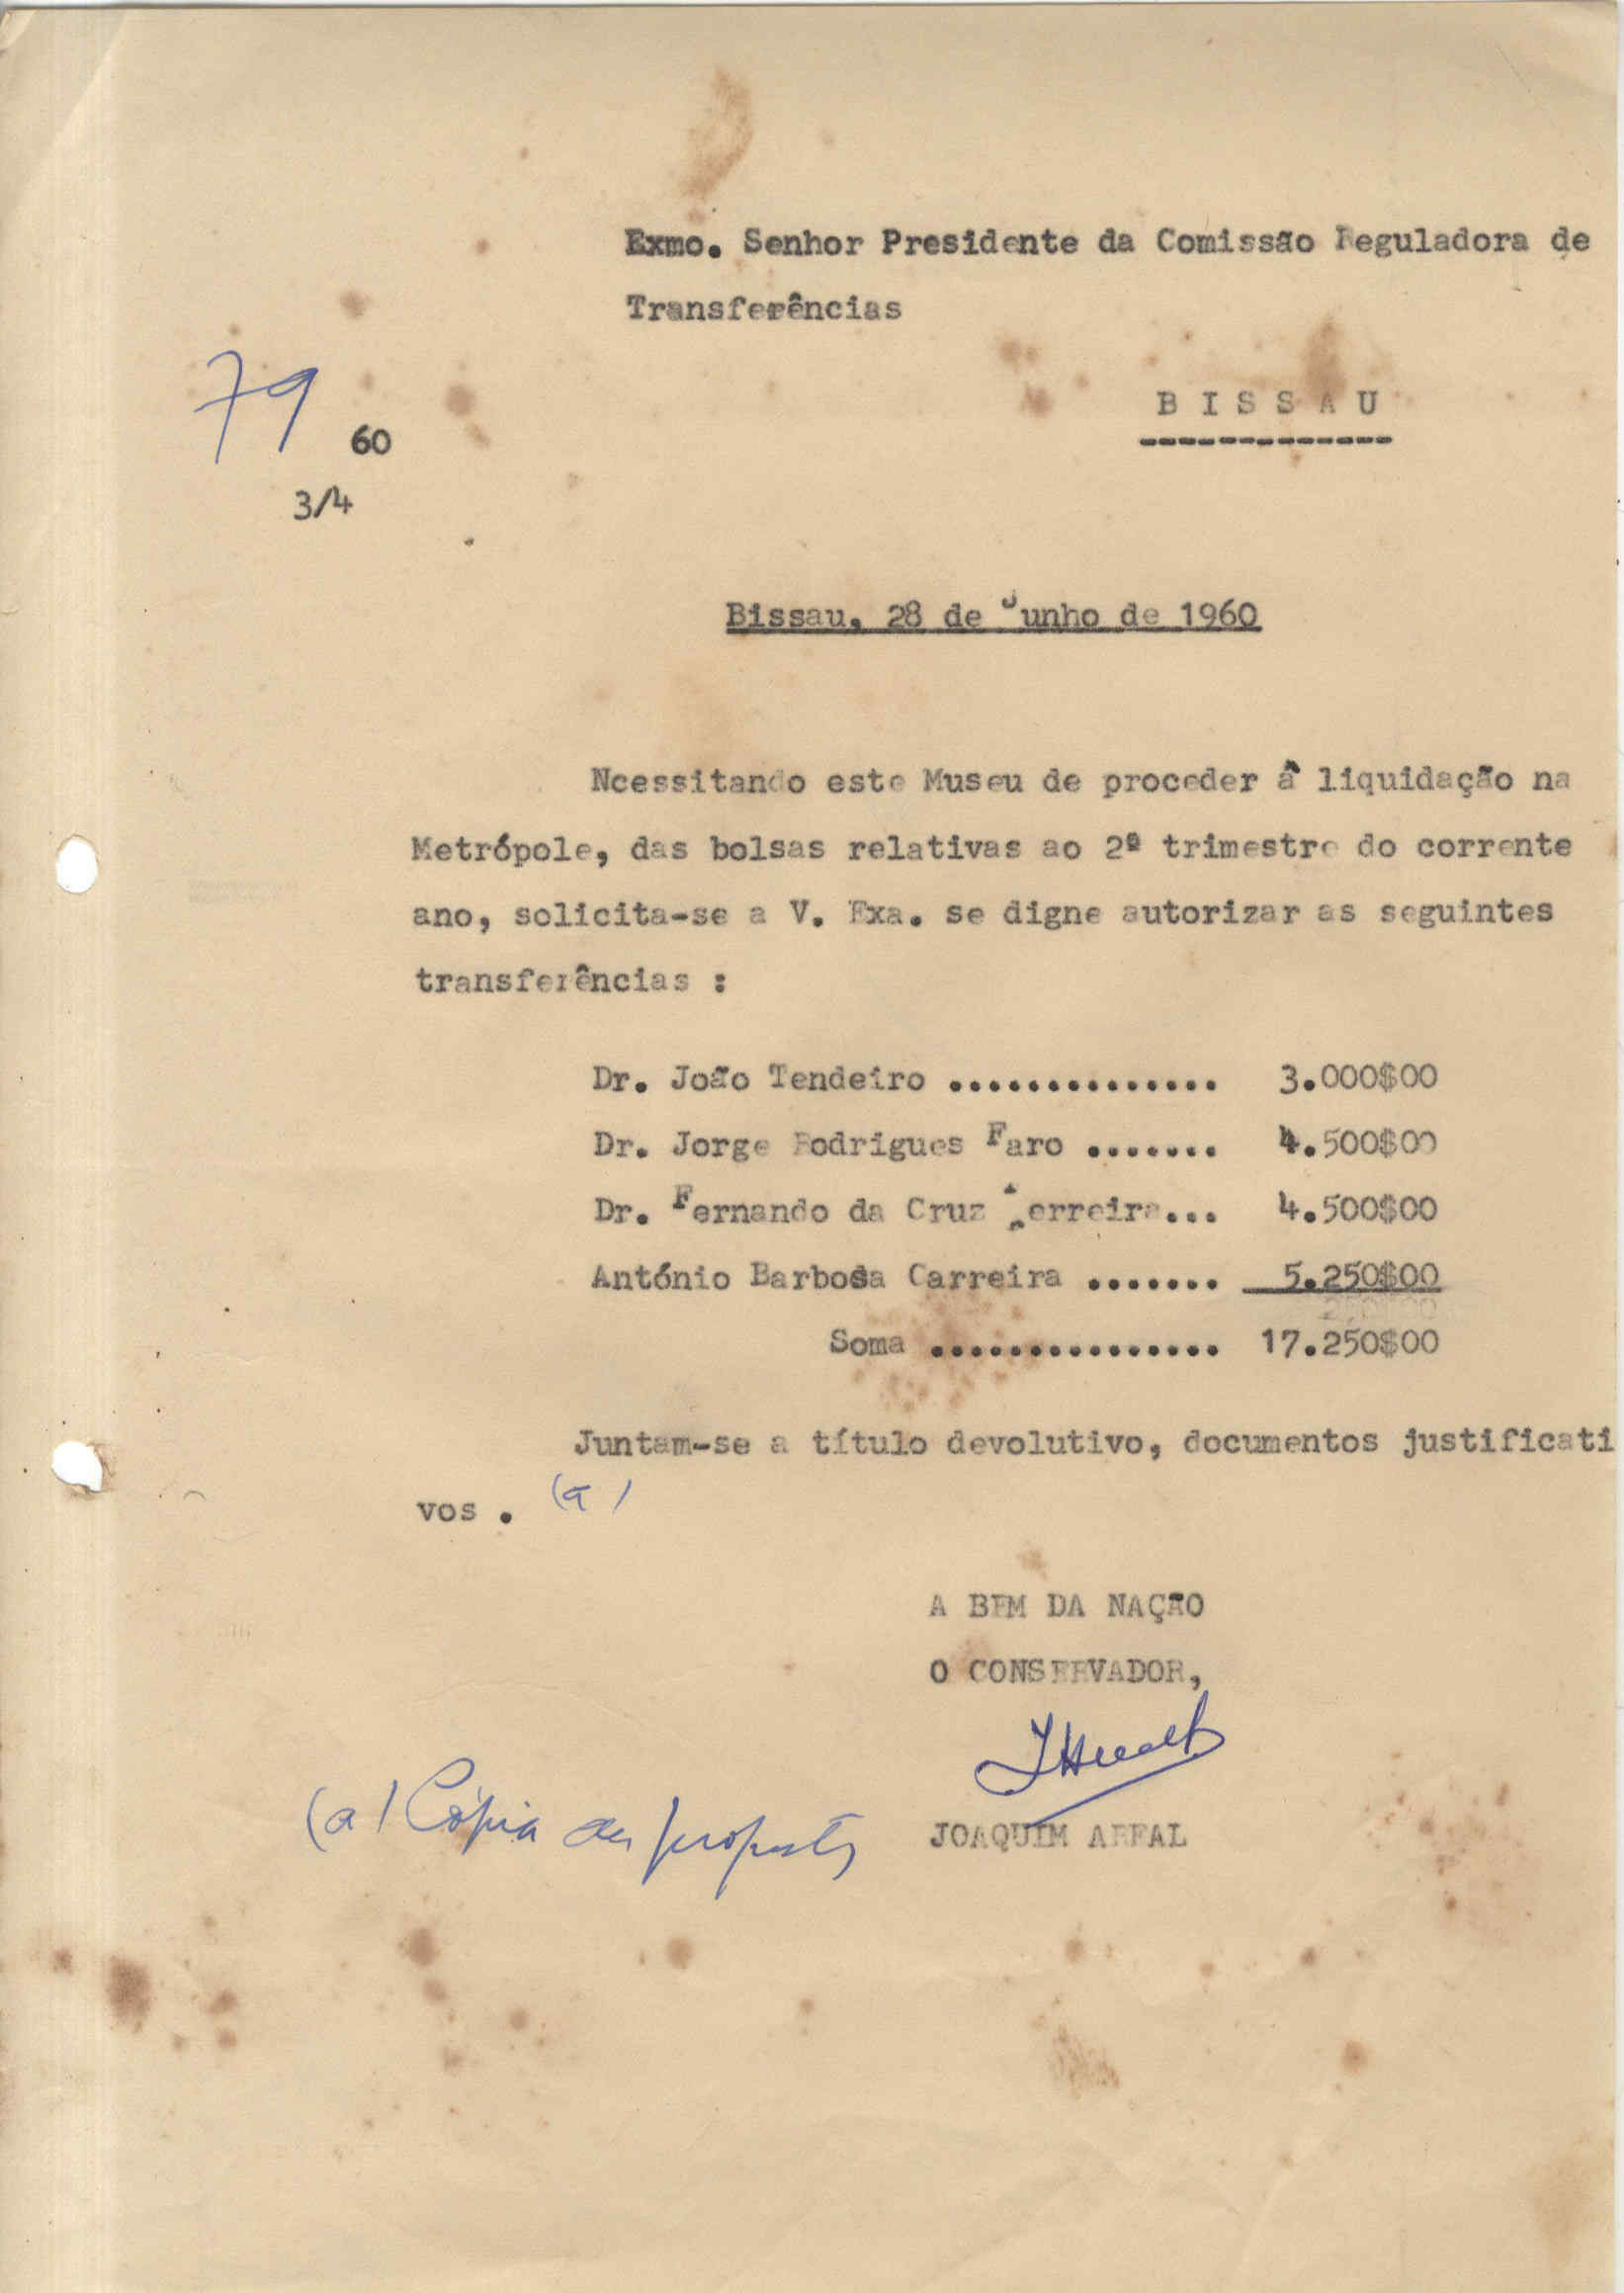 Exmo. Senhor Presidente da Comissão Reguladora de
Transferências
B I S S A U
79
60
3/4
Bissau, 28 de Junho de 1960
Ncessitando este Museu de proceder â liquidação na
Metrópole, das bolsas relativas ao 2º trimestre do corrente
ano, solicita-se a V. Exa. se digne autorizar as seguintes
transferências :
Dr. João Tendeiro .............. 3.000$00
Dr. Jorge Rodrigues Faro ....... 4.500$00
Dr. Fernando da Cruz Ferreira... 4.500$00
António Barbosa Carreira ....... 5.250$00
Soma ............... 17.250$00
Juntam-se a título devolutivo, documentos justificati
vos . (a)
A BEM DA NAÇÃO
O CONSERVADOR,
(a) Cópia da proposta
JOAQUIM AREAL